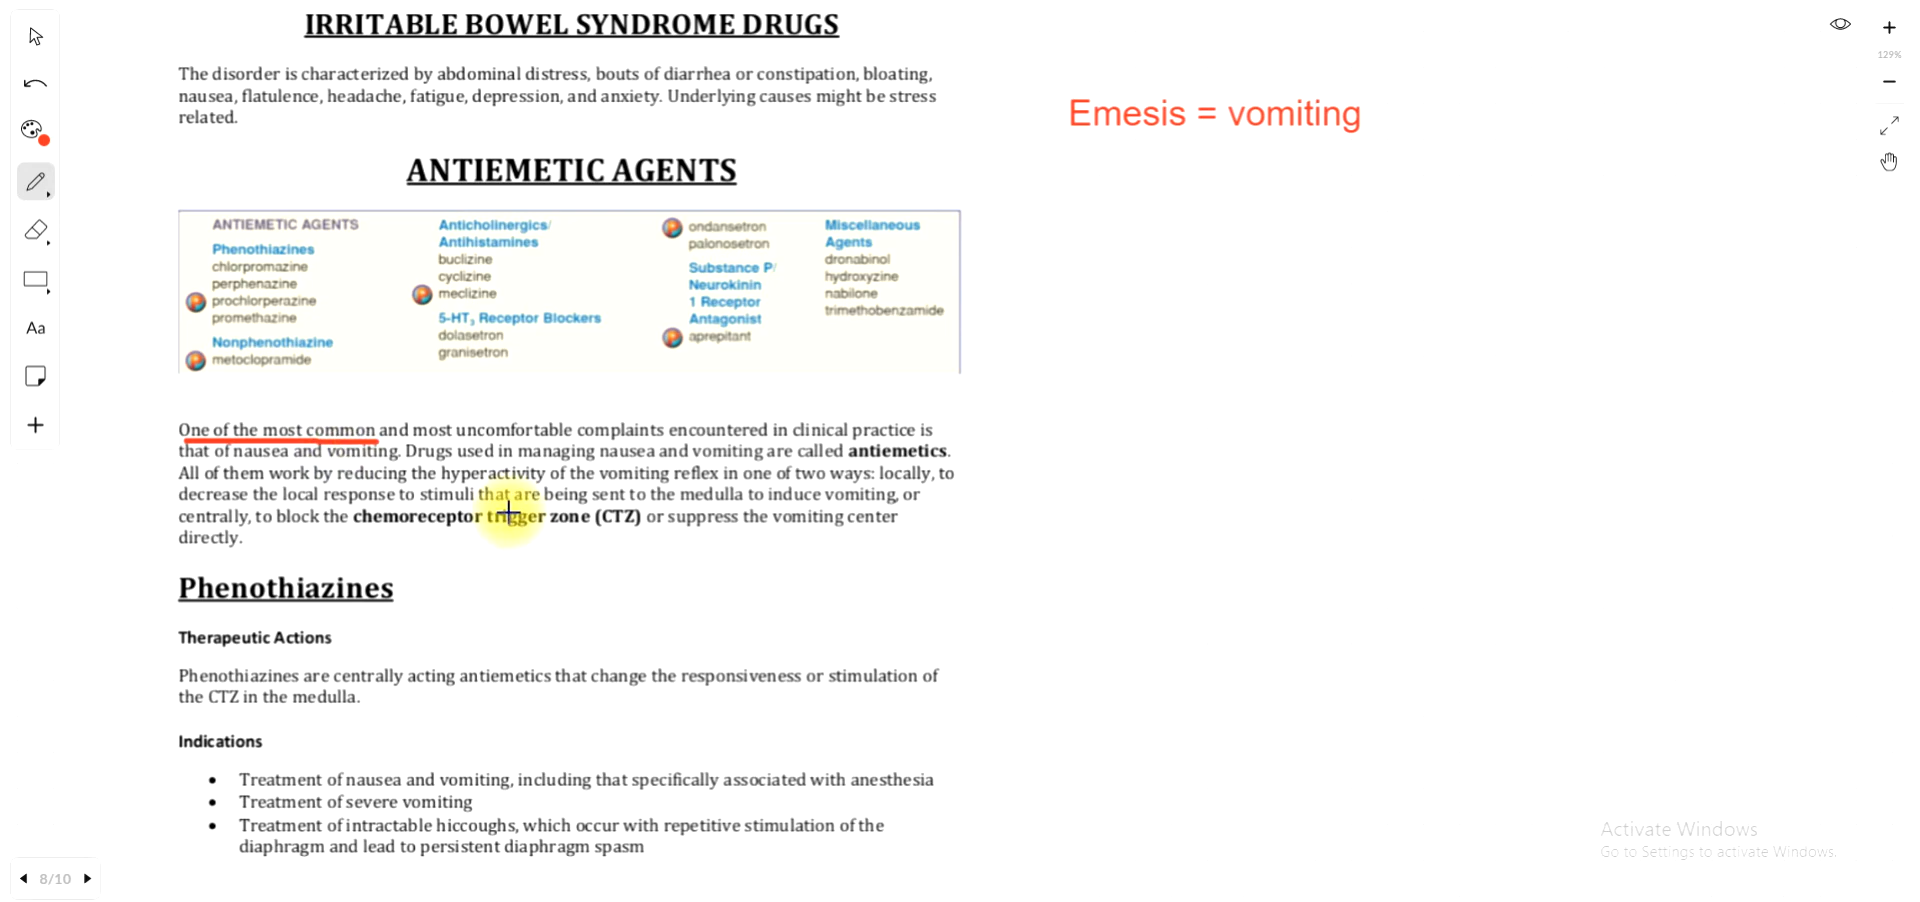 IRRITABLE BOWEL SYNDROME DRUGS
The disorder is characterized by abdominal distress, bouts of diarrhea or constipation, bloating,
nausea, flatulence, headache, fatigue, depression, and anxiety. Underlying causes might be stress
related.
Emesis = vomiting
129%
ANTIEMETIC AGENTS
ANTIEMETIC AGENTS
Phenothiazines
chlorpromazine
perphenazine
prochlorperazine
promethazine
Nonphenothiazine
metoclopramide
Anticholinergics/
Antihistamines
buclizine
cyclizine
meclizine
5-HT3 Receptor Blockers
dolasetron
granisetron
ondansetron
palonosetron
Substance P/
Neurokinin
1 Receptor
Antagonist
aprepitant
Miscellaneous
Agents
dronabinol
hydroxyzine
nabilone
trimethobenzamide
Aa
One of the most common and most uncomfortable complaints encountered in clinical practice is
that of nausea and vomiting. Drugs used in managing nausea and vomiting are called antiemetics.
All of them work by reducing the hyperactivity of the vomiting reflex in one of two ways: locally, to
decrease the local response to stimuli that are being sent to the medulla to induce vomiting, or
centrally, to block the chemoreceptor trigger zone (CTZ) or suppress the vomiting center
directly.
Phenothiazines
Therapeutic Actions
Phenothiazines are centrally acting antiemetics that change the responsiveness or stimulation of
the CTZ in the medulla.
Indications
• Treatment of nausea and vomiting, including that specifically associated with anesthesia
• Treatment of severe vomiting
• Treatment of intractable hiccoughs, which occur with repetitive stimulation of the
diaphragm and lead to persistent diaphragm spasm
Activate Windows
Go to Settings to activate Windows.
8/10